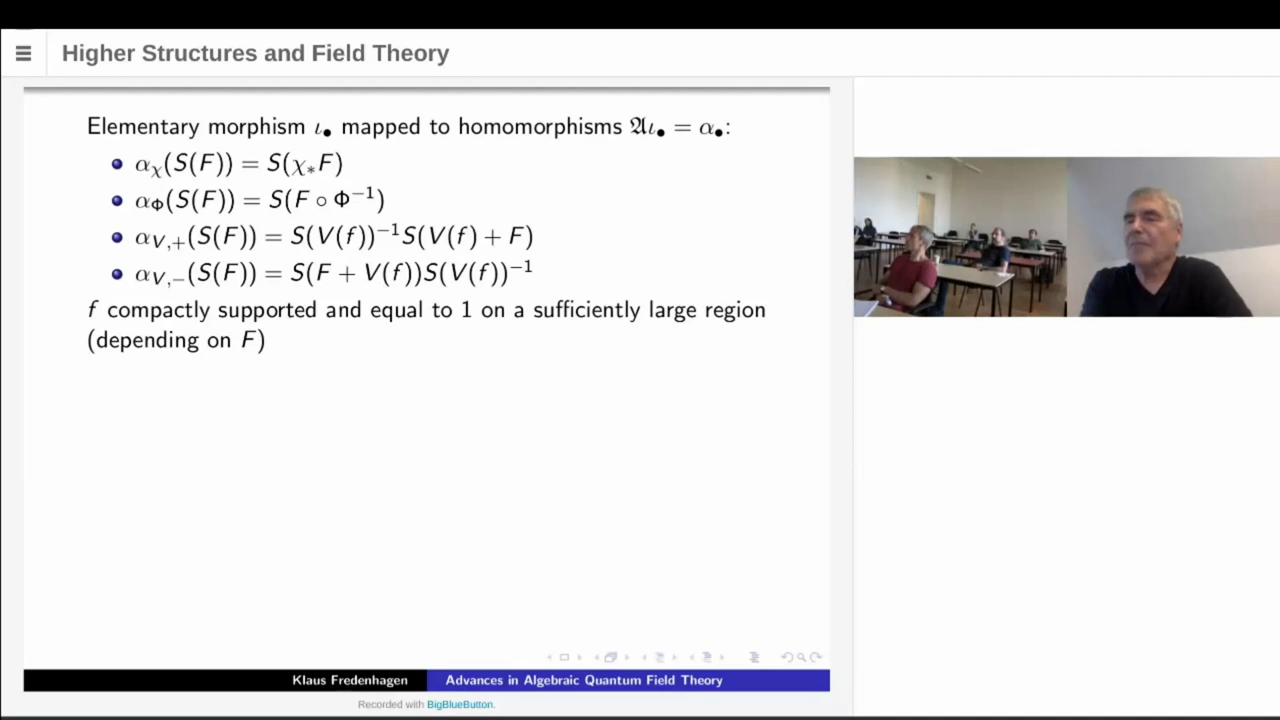 Higher Structures and Field Theory
Elementary morphism ι• mapped to homomorphisms 𝔄ι• = α•:
α_χ(S(F)) = S(χ_*F)
α_Φ(S(F)) = S(F ∘ Φ⁻¹)
α_{V,+}(S(F)) = S(V(f))⁻¹S(V(f) + F)
α_{V,−}(S(F)) = S(F + V(f))S(V(f))⁻¹
f compactly supported and equal to 1 on a sufficiently large region
(depending on F)
Klaus Fredenhagen Advances in Algebraic Quantum Field Theory
Recorded with BigBlueButton.